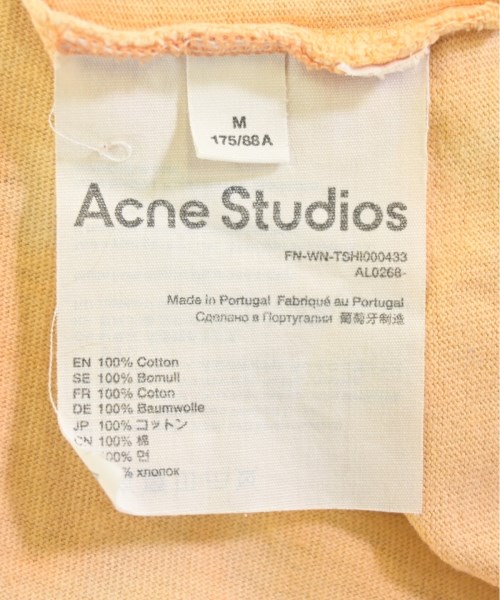 M
175/88A
Acne Studios
FN-WN-TSHI000433
AL0268-
Made in Portugal Fabriqué au Portugal
Сделано в Португалии 葡萄牙制造
EN 100% Cotton
SE 100% Bomull
FR 100% Coton
DE 100% Baumwolle
JP 100% コットン
CN 100% 棉
100% 면
% хлопок